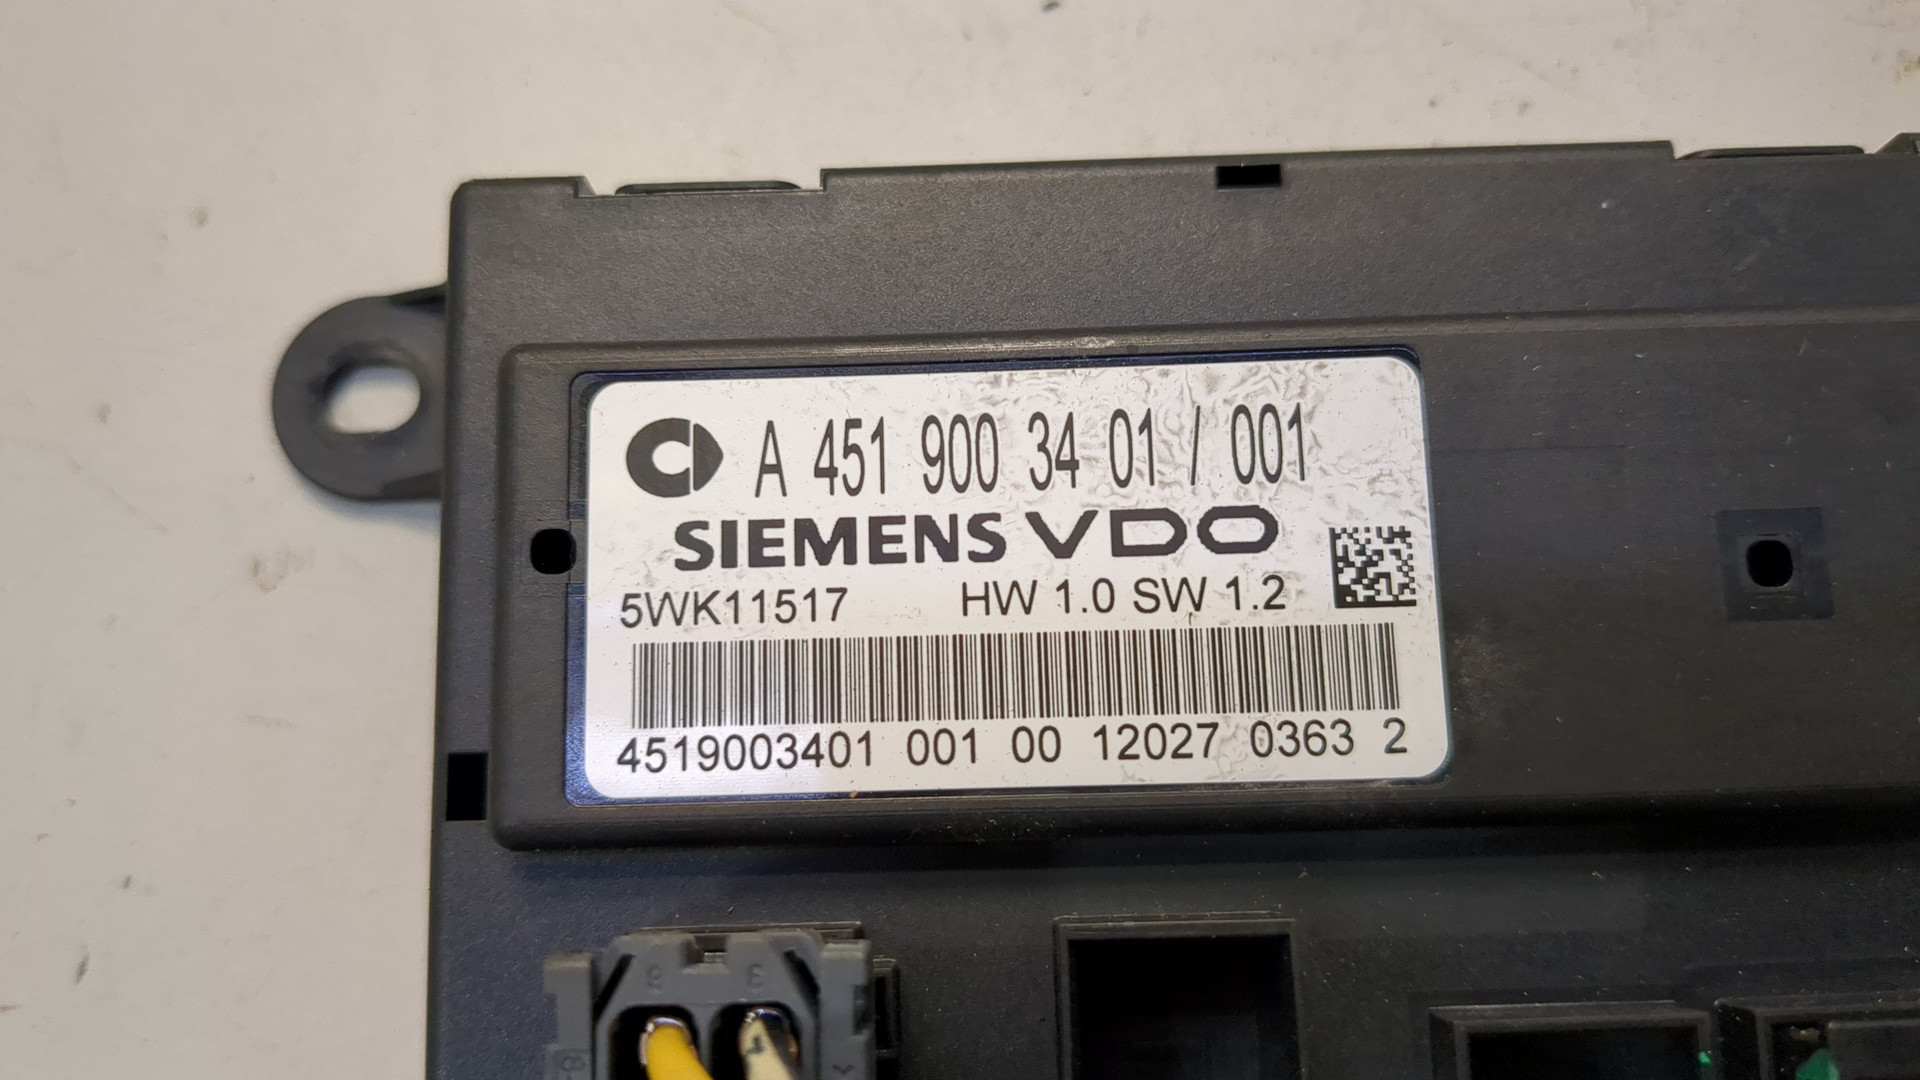 A 451 900 34 01 / 001
SIEMENS VDO
5WK11517 HW 1.0 SW 1.2
4519003401 001 00 12027 0363 2